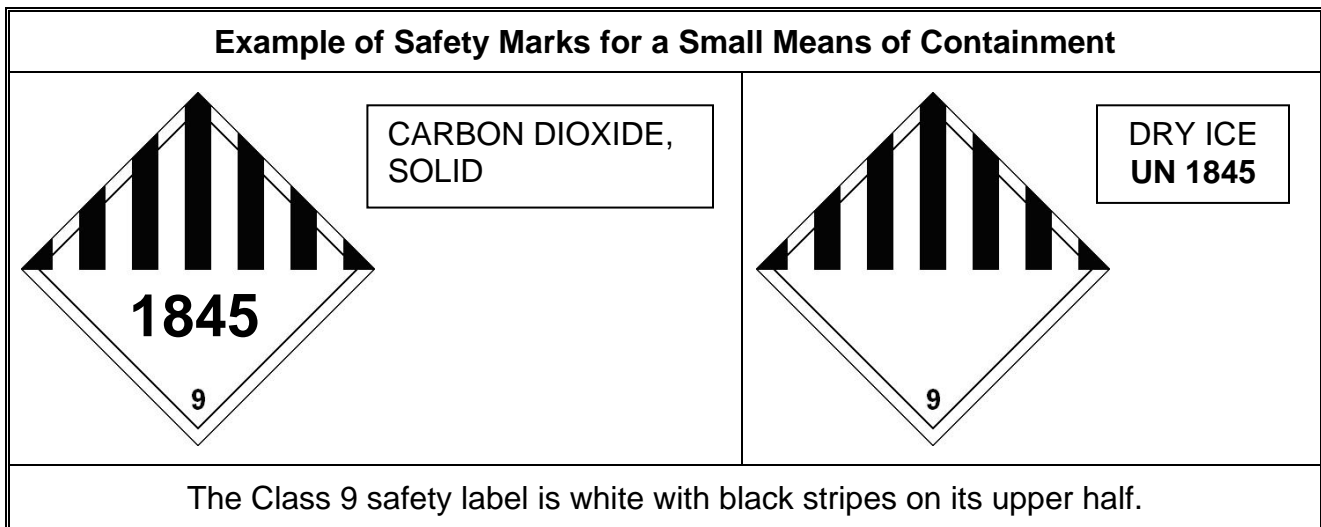 Example of Safety Marks for a Small Means of Containment
CARBON DIOXIDE,
SOLID
1845
9
DRY ICE
UN 1845
9
The Class 9 safety label is white with black stripes on its upper half.